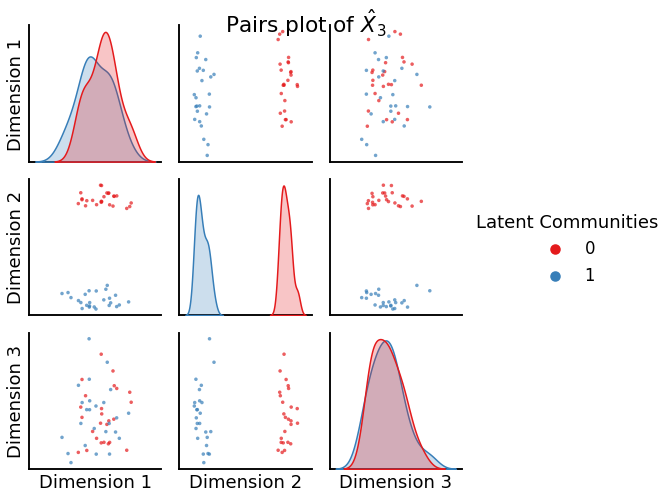 Pairs plot of X̂₃
Dimension 1
Dimension 2
Dimension 3
Latent Communities
0
1
Dimension 1
Dimension 2
Dimension 3